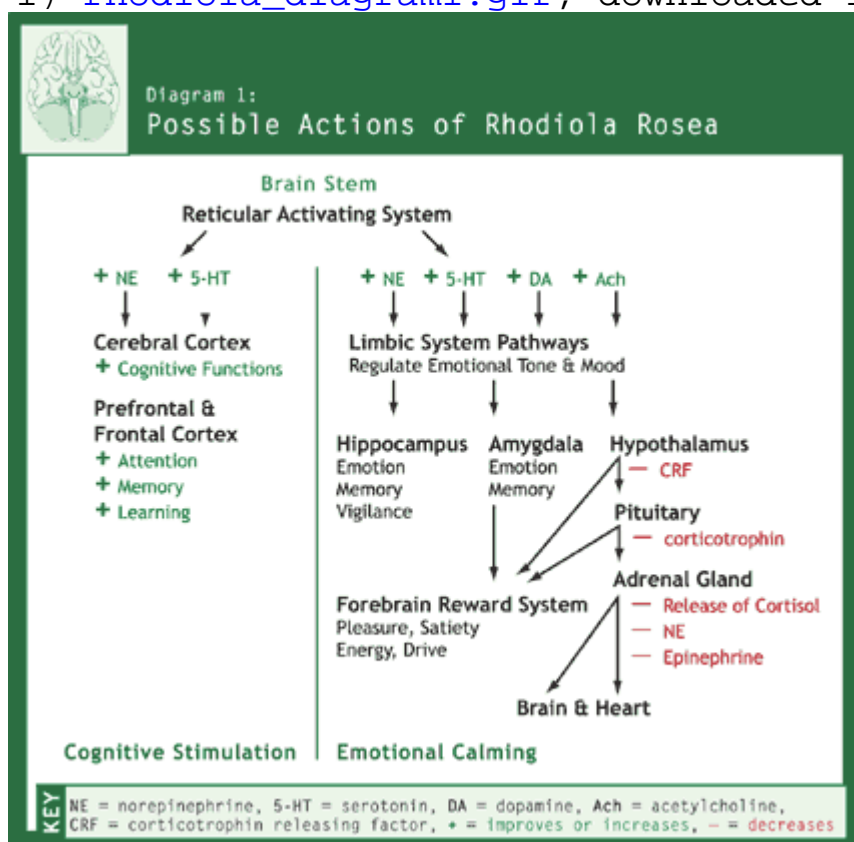 1) rhodiola_diagram1.gif, downloaded
Diagram 1:
Possible Actions of Rhodiola Rosea
Brain Stem
Reticular Activating System
+ NE + 5-HT
Cerebral Cortex
+ Cognitive Functions
Prefrontal &
Frontal Cortex
+ Attention
+ Memory
+ Learning
+ NE + 5-HT + DA + Ach
Limbic System Pathways
Regulate Emotional Tone & Mood
Hippocampus
Emotion
Memory
Vigilance
Amygdala
Emotion
Memory
Hypothalamus
— CRF
Pituitary
— corticotrophin
Adrenal Gland
— Release of Cortisol
— NE
— Epinephrine
Forebrain Reward System
Pleasure, Satiety
Energy, Drive
Brain & Heart
Cognitive Stimulation
Emotional Calming
KEY
NE = norepinephrine, 5-HT = serotonin, DA = dopamine, Ach = acetylcholine,
CRF = corticotrophin releasing factor, + = improves or increases, — = decreases